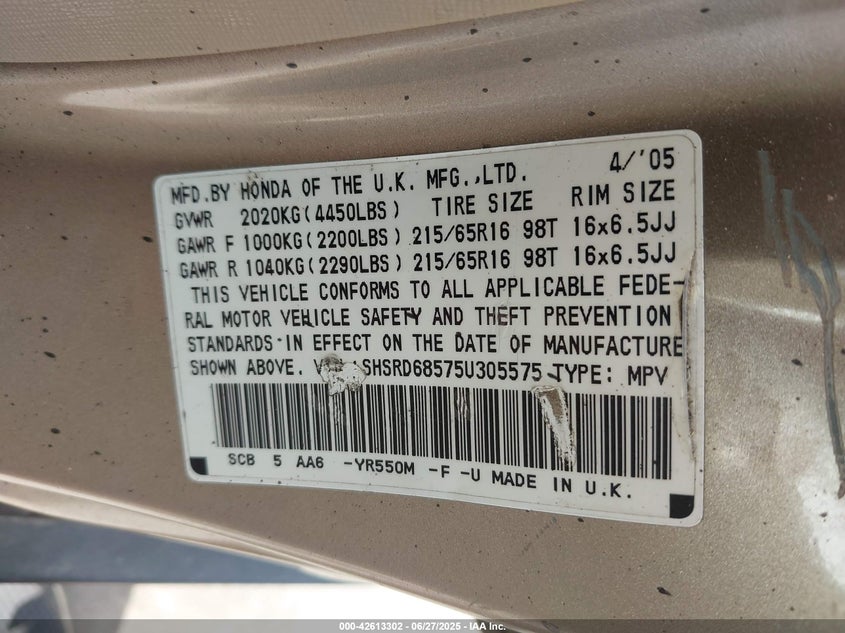 MFD.BY HONDA OF THE U.K. MFG.,LTD. 4/'05
GVWR 2020KG(4450LBS) TIRE SIZE RIM SIZE
GAWR F 1000KG(2200LBS) 215/65R16 98T 16x6.5JJ
GAWR R 1040KG(2290LBS) 215/65R16 98T 16x6.5JJ
THIS VEHICLE CONFORMS TO ALL APPLICABLE FEDE-
RAL MOTOR VEHICLE SAFETY AND THEFT PREVENTION
STANDARDS IN EFFECT ON THE DATE OF MANUFACTURE
SHOWN ABOVE. SHSRD68575U305575 TYPE: MPV
SCB 5 AA6 -YR550M -F -U MADE IN U.K.
000-42613302 - 06/27/2025 - IAA Inc.